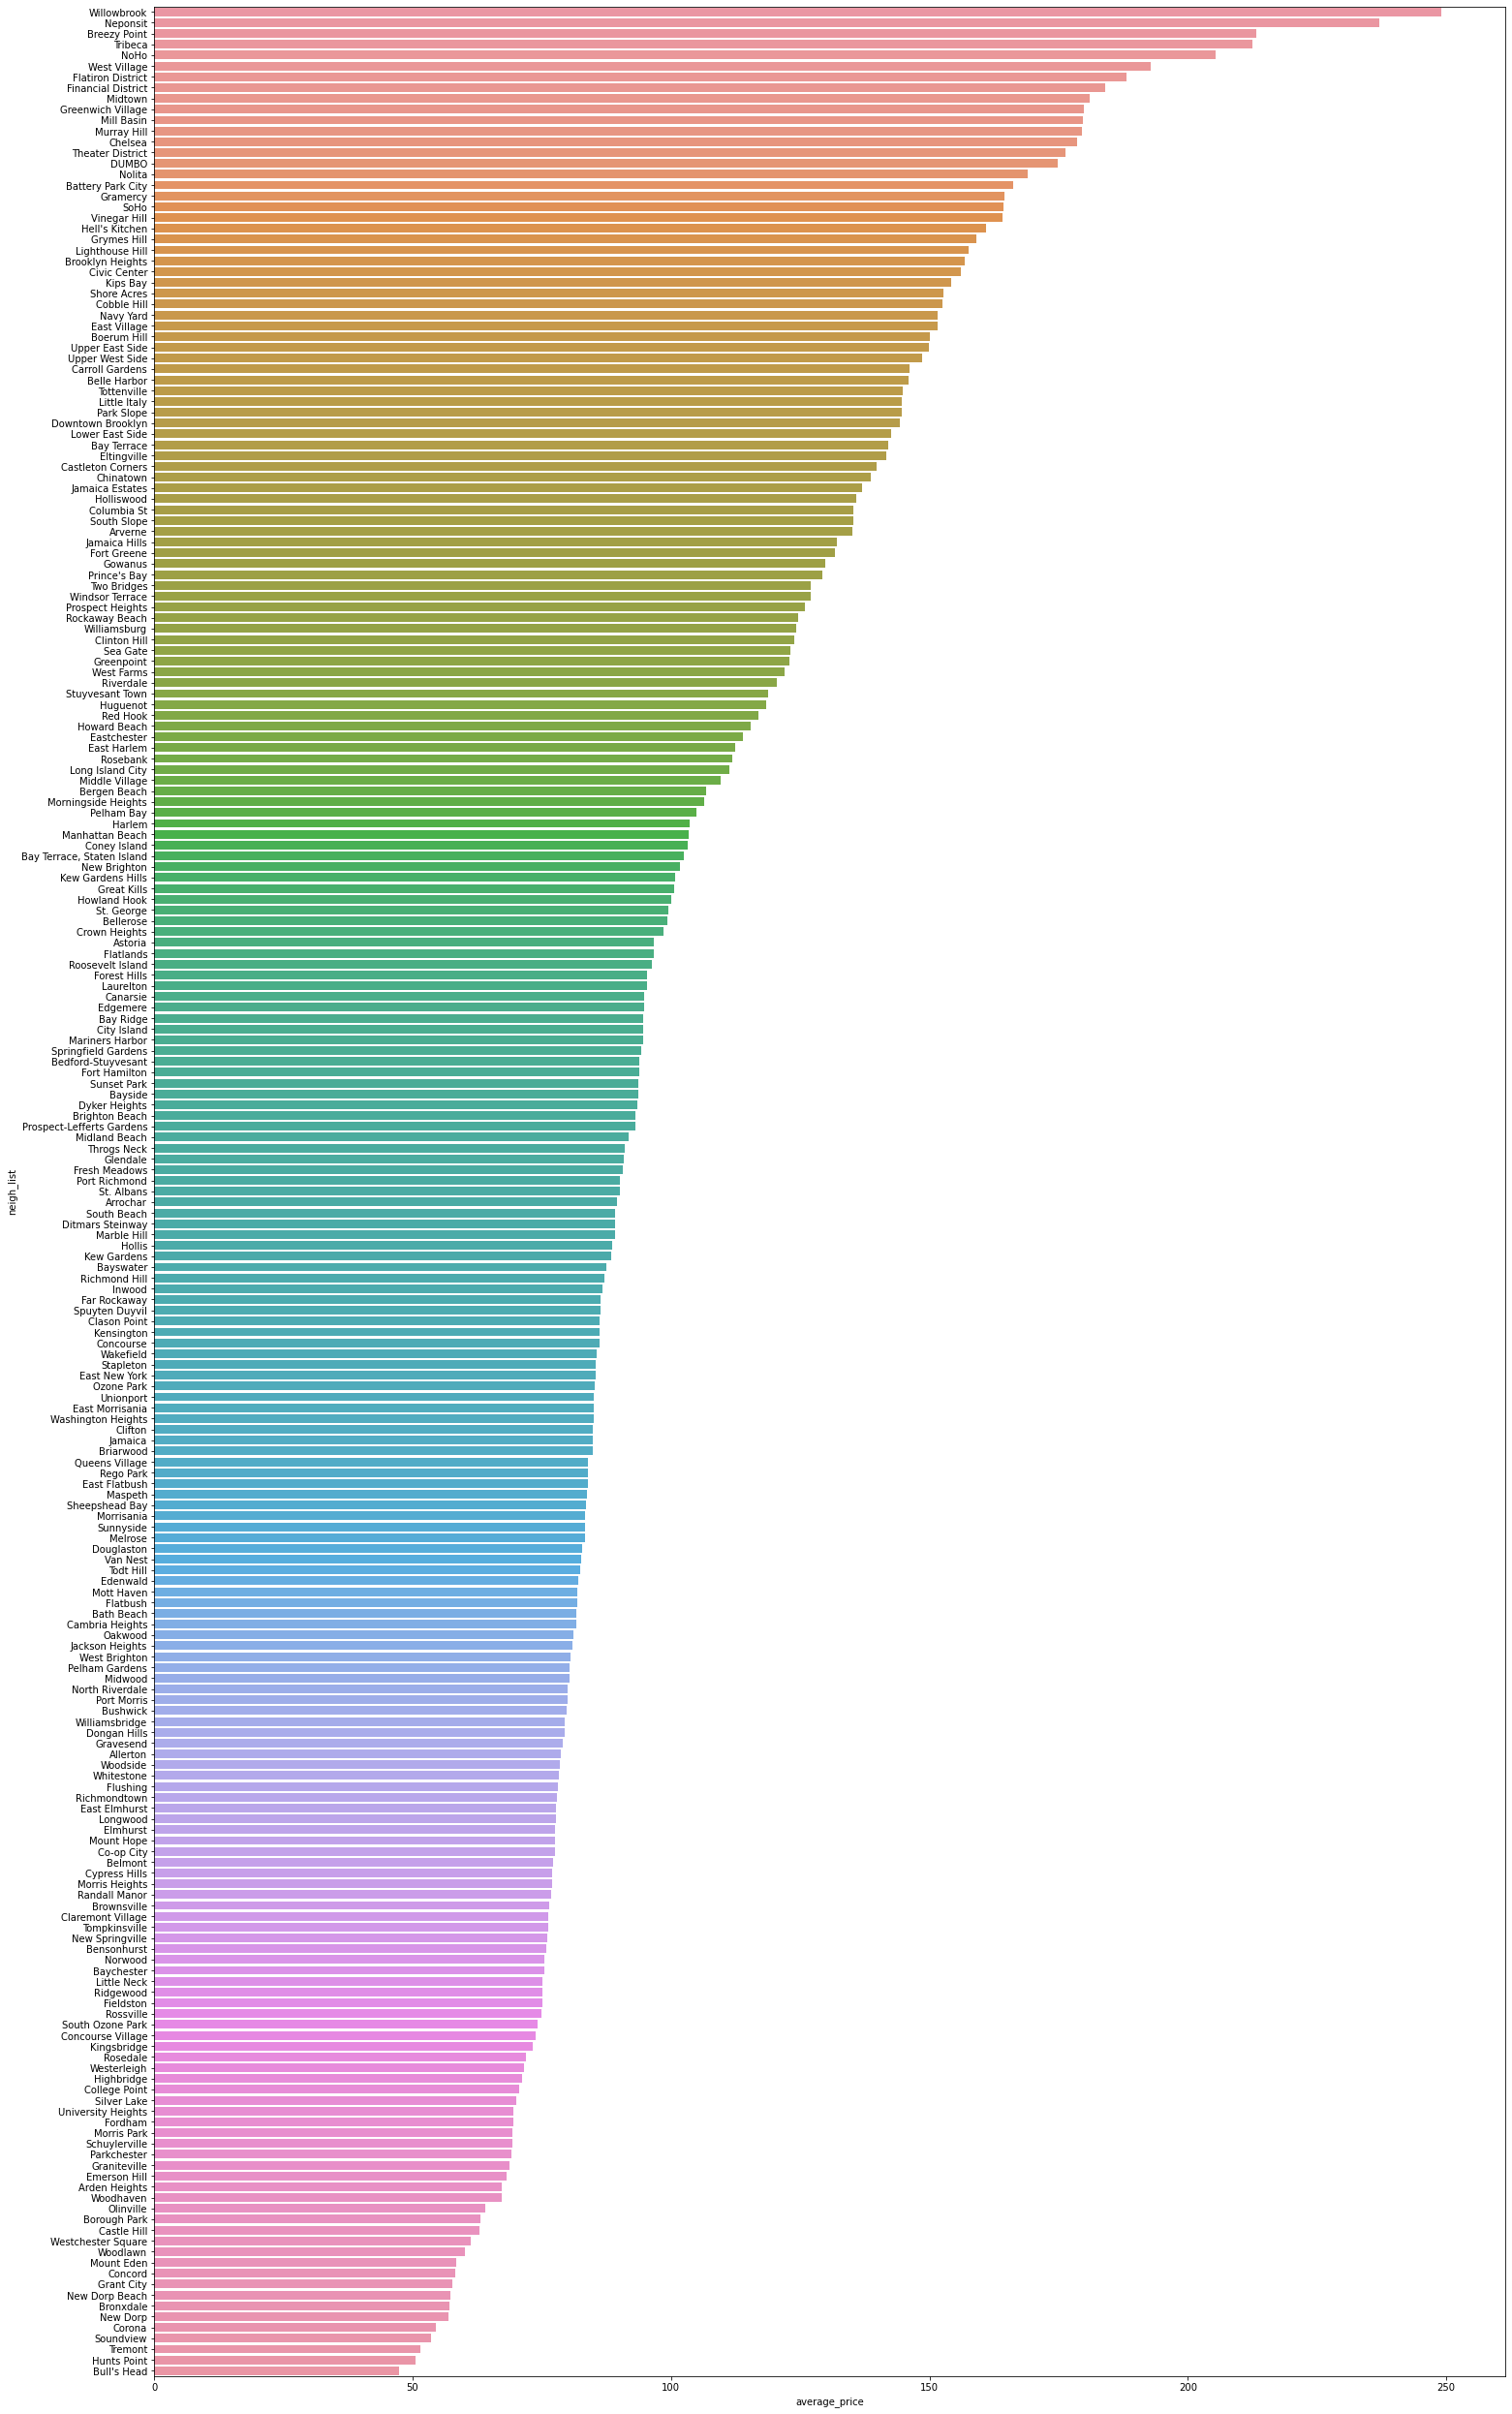 Willowbrook
Neponsit
Breezy Point
Tribeca
NoHo
West Village
Flatiron District
Financial District
Midtown
Greenwich Village
Mill Basin
Murray Hill
Chelsea
Theater District
DUMBO
Nolita
Battery Park City
Gramercy
SoHo
Vinegar Hill
Hell's Kitchen
Grymes Hill
Lighthouse Hill
Brooklyn Heights
Civic Center
Kips Bay
Shore Acres
Cobble Hill
Navy Yard
East Village
Boerum Hill
Upper East Side
Upper West Side
Carroll Gardens
Belle Harbor
Tottenville
Little Italy
Park Slope
Downtown Brooklyn
Lower East Side
Bay Terrace
Eltingville
Castleton Corners
Chinatown
Jamaica Estates
Holliswood
Columbia St
South Slope
Arverne
Jamaica Hills
Fort Greene
Gowanus
Prince's Bay
Two Bridges
Windsor Terrace
Prospect Heights
Rockaway Beach
Williamsburg
Clinton Hill
Sea Gate
Greenpoint
West Farms
Riverdale
Stuyvesant Town
Huguenot
Red Hook
Howard Beach
Eastchester
East Harlem
Rosebank
Long Island City
Middle Village
Bergen Beach
Morningside Heights
Pelham Bay
Harlem
Manhattan Beach
Coney Island
Bay Terrace, Staten Island
New Brighton
Kew Gardens Hills
Great Kills
Howland Hook
St. George
Bellerose
Crown Heights
Astoria
Flatlands
Roosevelt Island
Forest Hills
Laurelton
Canarsie
Edgemere
Bay Ridge
City Island
Mariners Harbor
Springfield Gardens
Bedford-Stuyvesant
Fort Hamilton
Sunset Park
Bayside
Dyker Heights
Brighton Beach
Prospect-Lefferts Gardens
Midland Beach
Throgs Neck
Glendale
Fresh Meadows
Port Richmond
St. Albans
Arrochar
South Beach
Ditmars Steinway
Marble Hill
Hollis
Kew Gardens
Bayswater
Richmond Hill
Inwood
Far Rockaway
Spuyten Duyvil
Clason Point
Kensington
Concourse
Wakefield
Stapleton
East New York
Ozone Park
Unionport
East Morrisania
Washington Heights
Clifton
Jamaica
Briarwood
Queens Village
Rego Park
East Flatbush
Maspeth
Sheepshead Bay
Morrisania
Sunnyside
Melrose
Douglaston
Van Nest
Todt Hill
Edenwald
Mott Haven
Flatbush
Bath Beach
Cambria Heights
Oakwood
Jackson Heights
West Brighton
Pelham Gardens
Midwood
North Riverdale
Port Morris
Bushwick
Williamsbridge
Dongan Hills
Gravesend
Allerton
Woodside
Whitestone
Flushing
Richmondtown
East Elmhurst
Longwood
Elmhurst
Mount Hope
Co-op City
Belmont
Cypress Hills
Morris Heights
Randall Manor
Brownsville
Claremont Village
Tompkinsville
New Springville
Bensonhurst
Norwood
Baychester
Little Neck
Ridgewood
Fieldston
Rossville
South Ozone Park
Concourse Village
Kingsbridge
Rosedale
Westerleigh
Highbridge
College Point
Silver Lake
University Heights
Fordham
Morris Park
Schuylerville
Parkchester
Graniteville
Emerson Hill
Arden Heights
Woodhaven
Olinville
Borough Park
Castle Hill
Westchester Square
Woodlawn
Mount Eden
Concord
Grant City
New Dorp Beach
Bronxdale
New Dorp
Corona
Soundview
Tremont
Hunts Point
Bull's Head
neigh_list
0 50 100 150 200 250
average_price